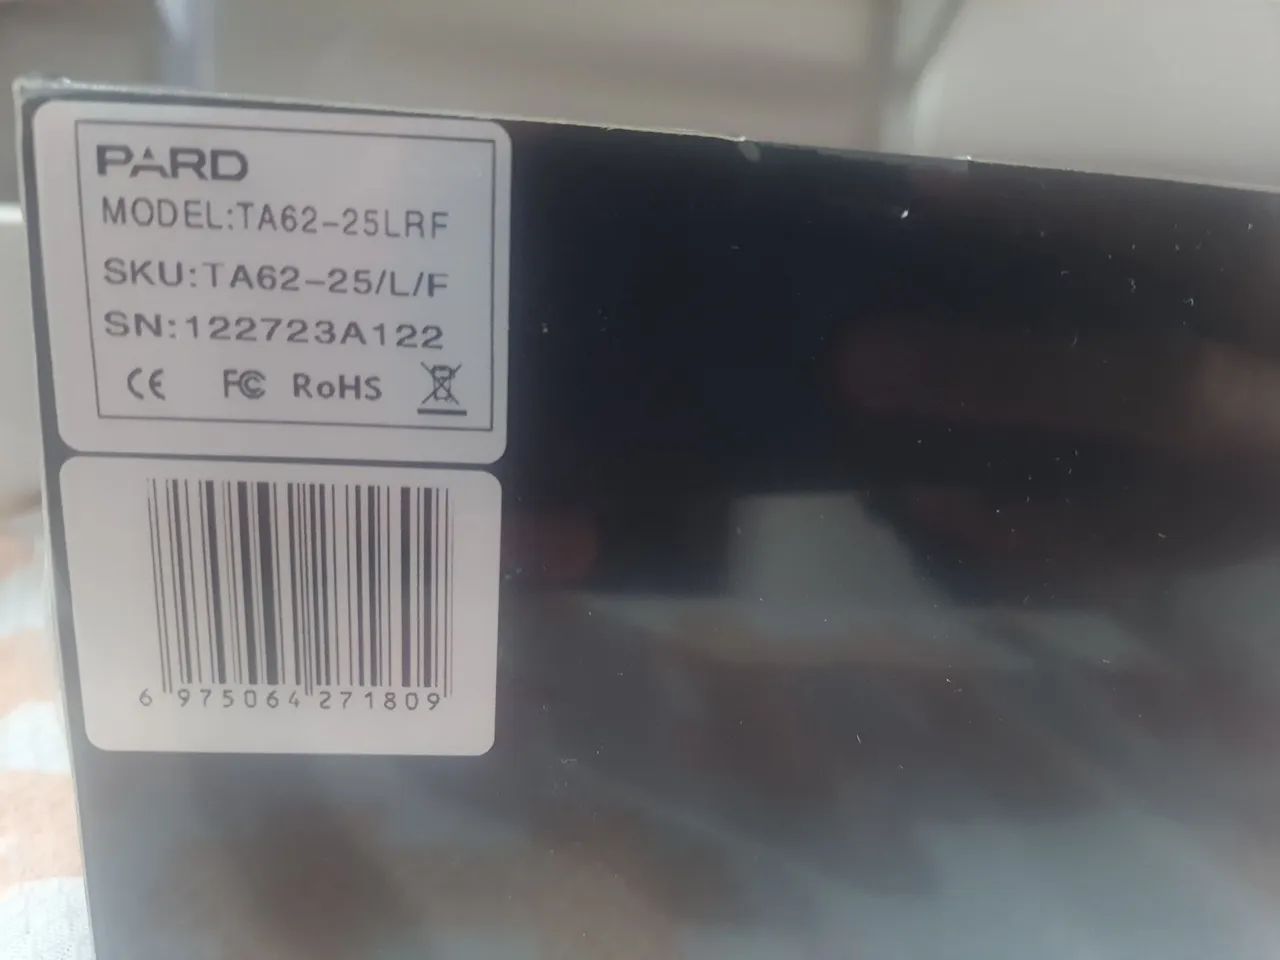 PARD
MODEL:TA62-25LRF
SKU:TA62-25/L/F
SN:122723A122
CE FC RoHS
6 975064 271809